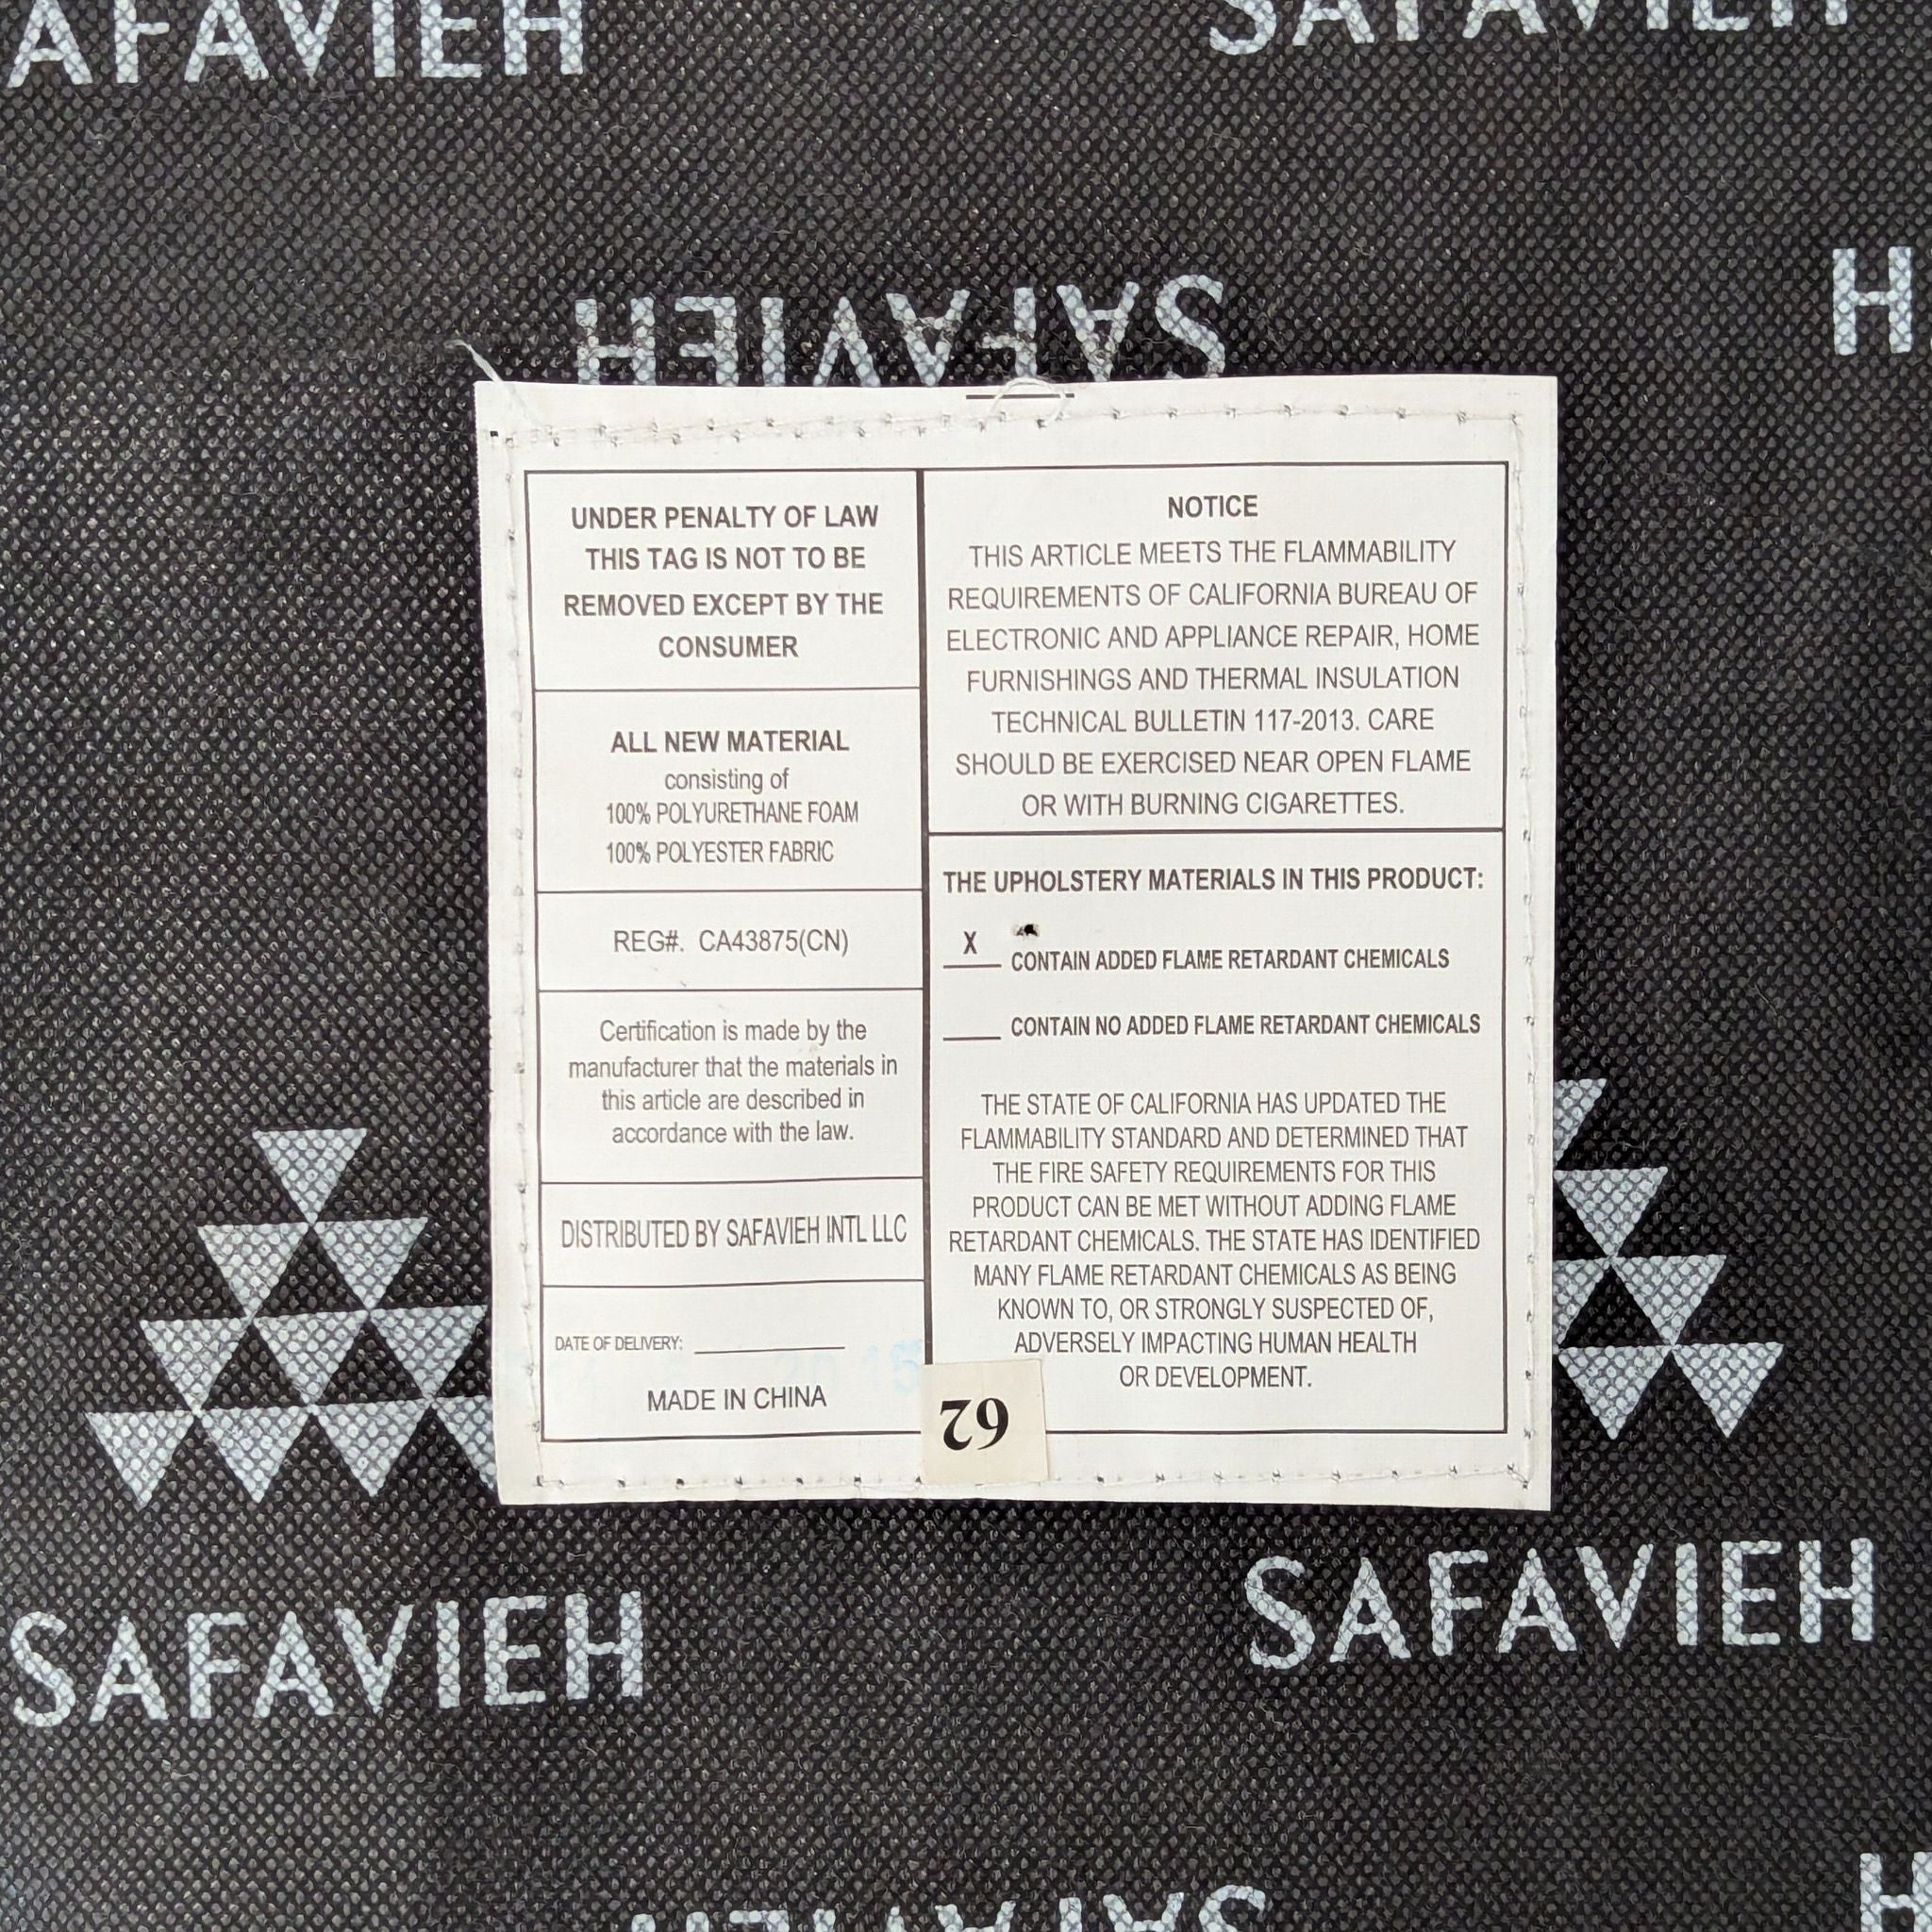 AFAVIEH
SAFAVIEH
SAFAVIEH
H
UNDER PENALTY OF LAW
THIS TAG IS NOT TO BE
REMOVED EXCEPT BY THE
CONSUMER
ALL NEW MATERIAL
consisting of
100% POLYURETHANE FOAM
100% POLYESTER FABRIC
REG#. CA43875(CN)
Certification is made by the
manufacturer that the materials in
this article are described in
accordance with the law.
DISTRIBUTED BY SAFAVIEH INTL LLC
DATE OF DELIVERY: ________
MADE IN CHINA
NOTICE
THIS ARTICLE MEETS THE FLAMMABILITY
REQUIREMENTS OF CALIFORNIA BUREAU OF
ELECTRONIC AND APPLIANCE REPAIR, HOME
FURNISHINGS AND THERMAL INSULATION
TECHNICAL BULLETIN 117-2013. CARE
SHOULD BE EXERCISED NEAR OPEN FLAME
OR WITH BURNING CIGARETTES.
THE UPHOLSTERY MATERIALS IN THIS PRODUCT:
X CONTAIN ADDED FLAME RETARDANT CHEMICALS
____ CONTAIN NO ADDED FLAME RETARDANT CHEMICALS
THE STATE OF CALIFORNIA HAS UPDATED THE
FLAMMABILITY STANDARD AND DETERMINED THAT
THE FIRE SAFETY REQUIREMENTS FOR THIS
PRODUCT CAN BE MET WITHOUT ADDING FLAME
RETARDANT CHEMICALS. THE STATE HAS IDENTIFIED
MANY FLAME RETARDANT CHEMICALS AS BEING
KNOWN TO, OR STRONGLY SUSPECTED OF,
ADVERSELY IMPACTING HUMAN HEALTH
OR DEVELOPMENT.
62
SAFAVIEH
SAFAVIEH
H
SAFAVIEH